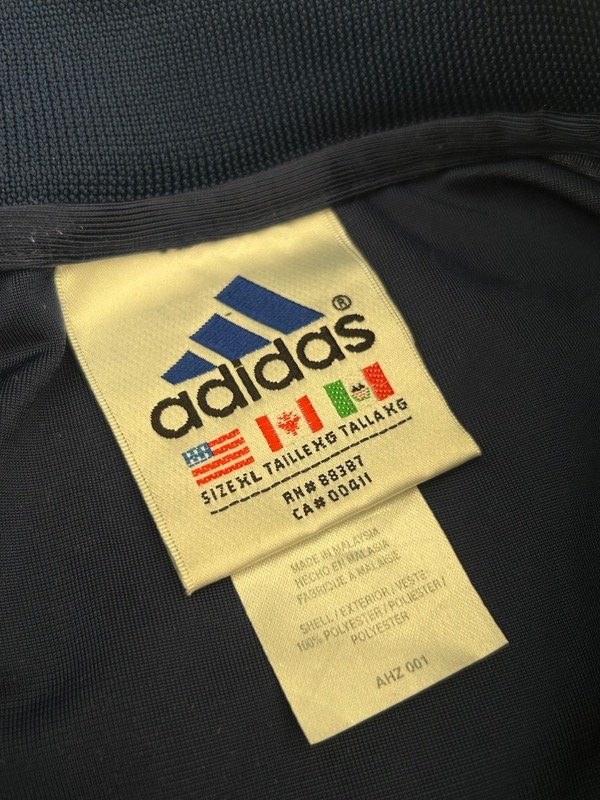 adidas®
SIZE XL TAILLE XG TALLA XG
RN# 88387
CA# 00411
MADE IN MALAYSIA
HECHO EN MALASIA
FABRIQUÉ A MALAISIE
SHELL / EXTERIOR / VESTE:
100% POLYESTER / POLIESTER /
POLYESTER
AHZ 001